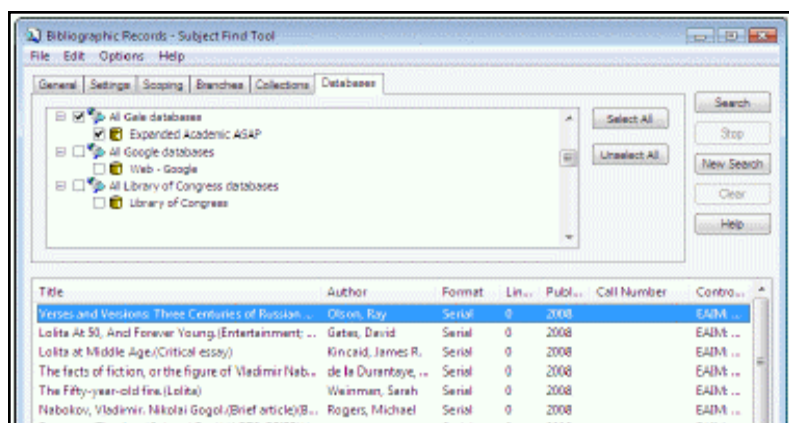 Bibliographic Records - Subject Find Tool
File Edit Options Help
General Settings Scoping Branches Collections Databases
All Gale databases
Expanded Academic ASAP
All Google databases
Web - Google
All Library of Congress databases
Library of Congress
Select All
Unselect All
Search
Stop
New Search
Clear
Help
Title Author Format Lin... Publ... Call Number Contro...
Verses and Versions: Three Centuries of Russian ... Olson, Ray Serial 0 2008 EAIM: ...
Lolita At 50, And Forever Young.(Entertainment; ... Gates, David Serial 0 2008 EAIM: ...
Lolita at Middle Age.(Critical essay) Kincaid, James R. Serial 0 2008 EAIM: ...
The facts of fiction, or the figure of Vladimir Nab... de la Durantaye, ... Serial 0 2008 EAIM: ...
The Fifty-year-old fire.(Lolita) Weinman, Sarah Serial 0 2008 EAIM: ...
Nabokov, Vladimir. Nikolai Gogol.(Brief article)(B... Rogers, Michael Serial 0 2008 EAIM: ...